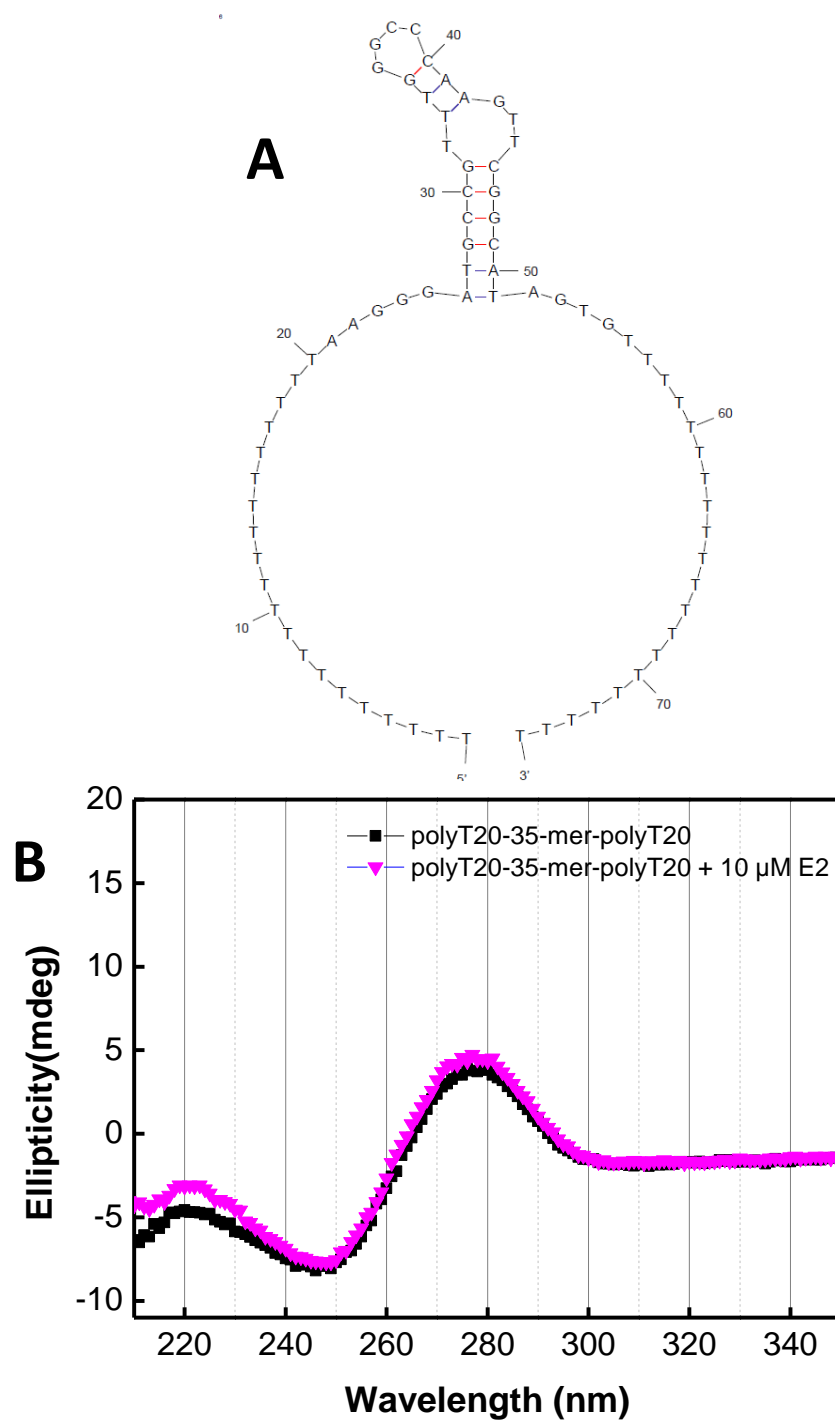 A
5'
TTTTTTTTTTTTTTTTTTTTAAGGGATGCCGTTTGGGCCCAAGTTCGGCATAGTGTTTTTTTTTTTTTTTTTTTT
3'
10
20
30
40
50
60
70
B
polyT20-35-mer-polyT20
polyT20-35-mer-polyT20 + 10 µM E2
Ellipticity(mdeg)
20
15
10
5
0
-5
-10
220 240 260 280 300 320 340
Wavelength (nm)